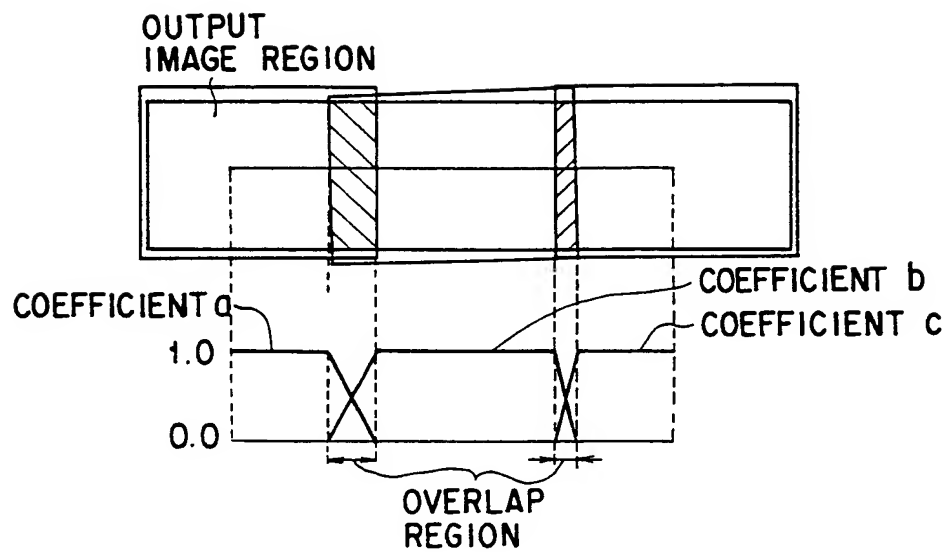 OUTPUT
IMAGE REGION
COEFFICIENT a
COEFFICIENT b
COEFFICIENT c
1.0
0.0
OVERLAP
REGION